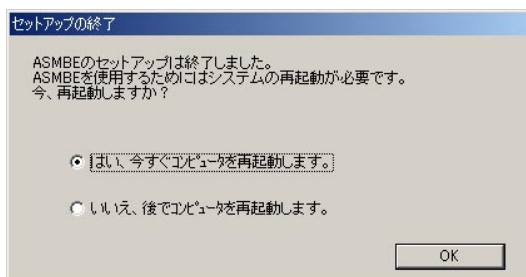 セットアップの終了
ASMBEのセットアップは終了しました。
ASMBEを使用するためにはシステムの再起動が必要です。
今、再起動しますか？
はい、今すぐｺﾝﾋﾟｭｰﾀを再起動します。
いいえ、後でｺﾝﾋﾟｭｰﾀを再起動します。
OK